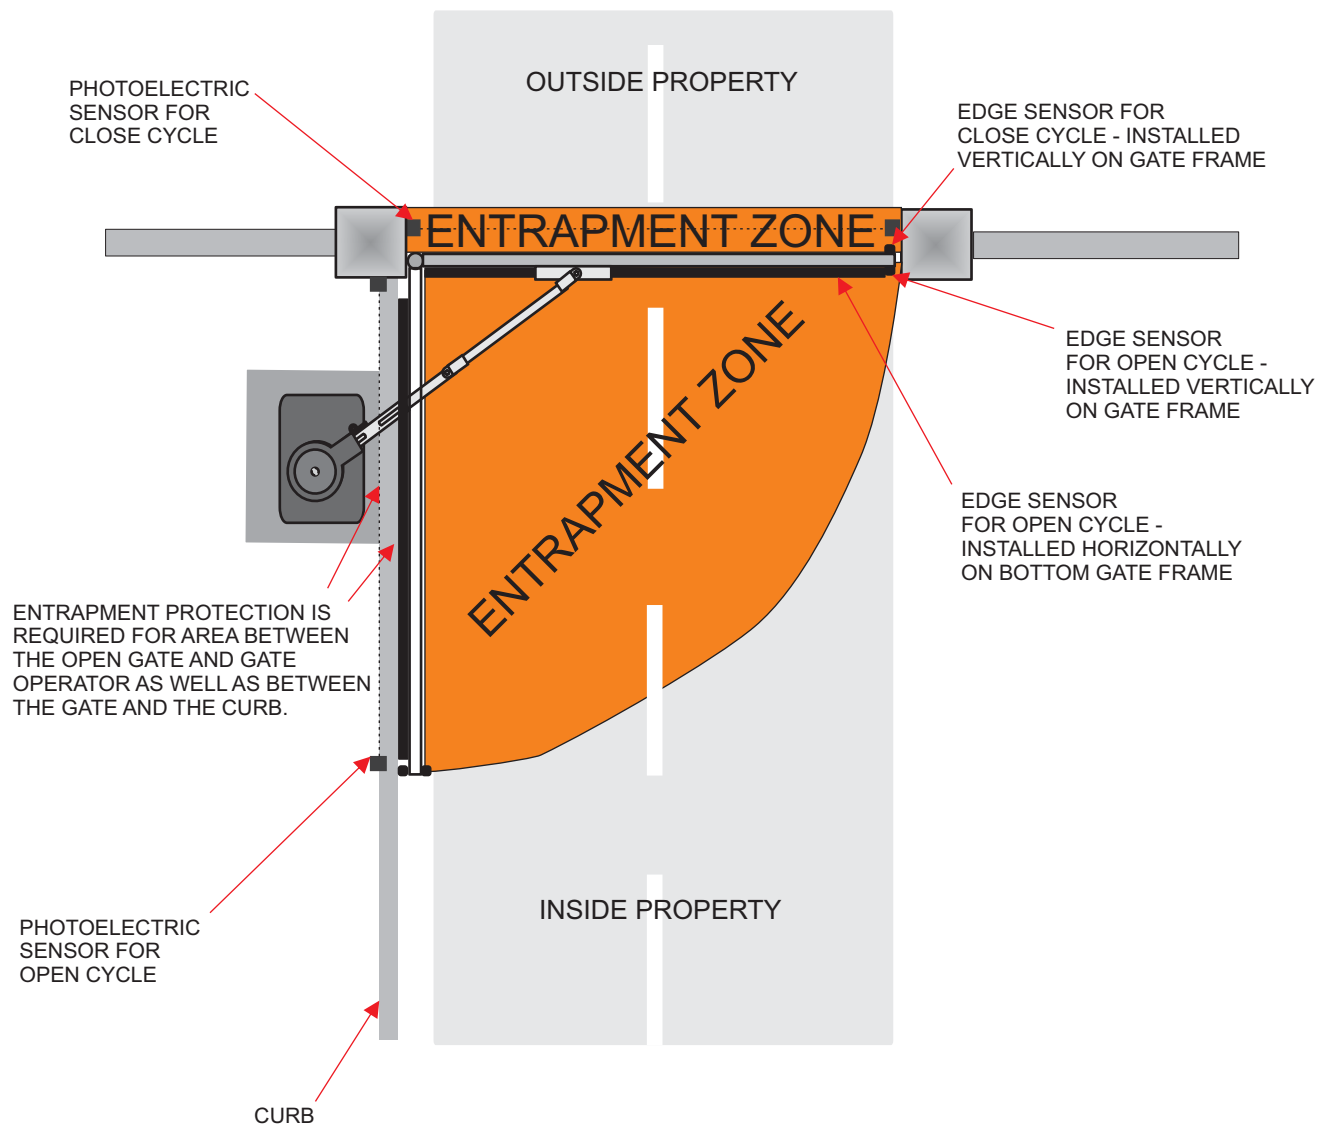 OUTSIDE PROPERTY
PHOTOELECTRIC
SENSOR FOR
CLOSE CYCLE
EDGE SENSOR FOR
CLOSE CYCLE - INSTALLED
VERTICALLY ON GATE FRAME
ENTRAPMENT ZONE
EDGE SENSOR
FOR OPEN CYCLE -
INSTALLED VERTICALLY
ON GATE FRAME
ENTRAPMENT ZONE
EDGE SENSOR
FOR OPEN CYCLE -
INSTALLED HORIZONTALLY
ON BOTTOM GATE FRAME
ENTRAPMENT PROTECTION IS
REQUIRED FOR AREA BETWEEN
THE OPEN GATE AND GATE
OPERATOR AS WELL AS BETWEEN
THE GATE AND THE CURB.
INSIDE PROPERTY
PHOTOELECTRIC
SENSOR FOR
OPEN CYCLE
CURB